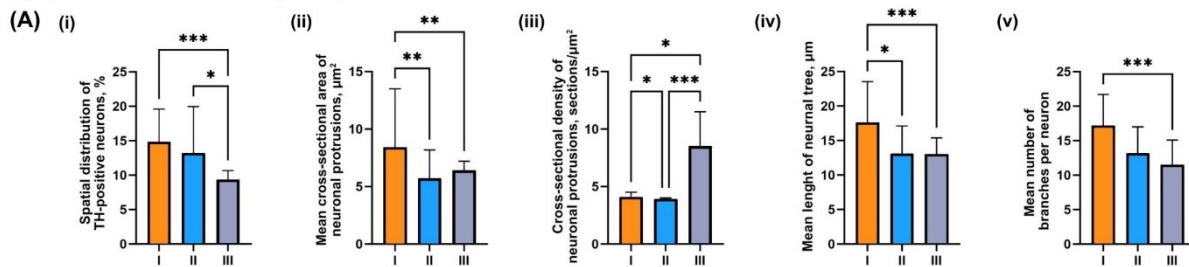 (A)
(i)
Spatial distribution of
TH-positive neurons, %
25
20
15
10
5
0
***
*
I II III
(ii)
Mean cross-sectional area of
neuronal protrusions, µm²
15
10
5
0
**
**
I II III
(iii)
Cross-sectional density of
neuronal protrusions, sections/µm²
15
10
5
0
*
* ***
I II III
(iv)
Mean lenght of neurnal tree, µm
25
20
15
10
5
0
***
*
I II III
(v)
Mean number of
branches per neuron
25
20
15
10
5
0
***
I II III